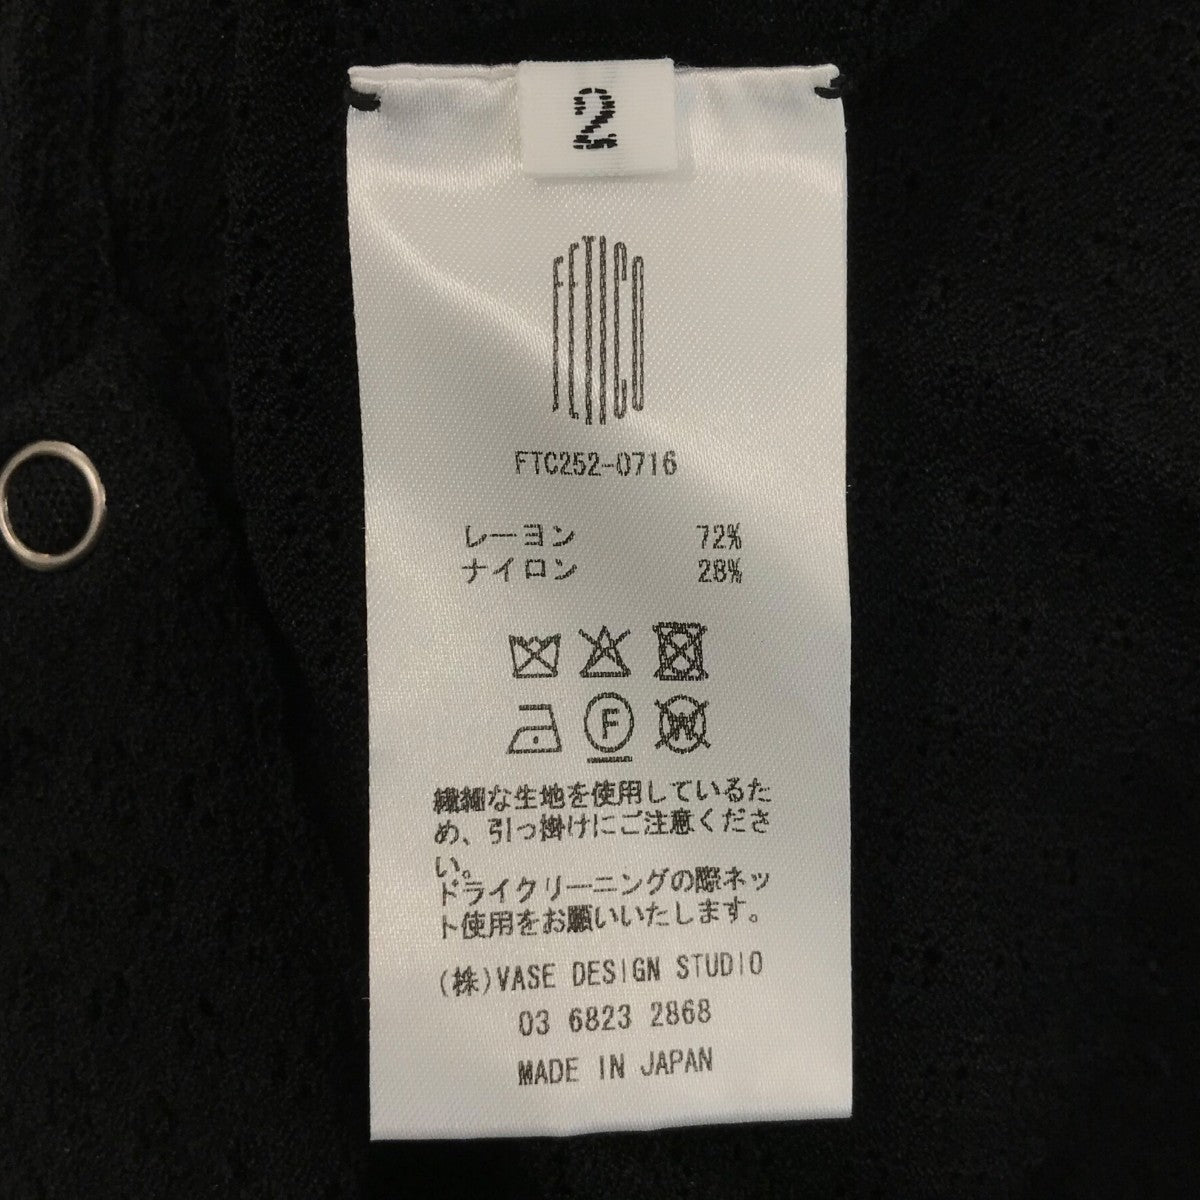 2
FETICO
FTC252-0716
レーヨン 72%
ナイロン 28%
F
W
繊細な生地を使用しているた
め、引っ掛けにご注意くださ
い。
ドライクリーニングの際ネッ
ト使用をお願いいたします。
(株)VASE DESIGN STUDIO
03 6823 2868
MADE IN JAPAN